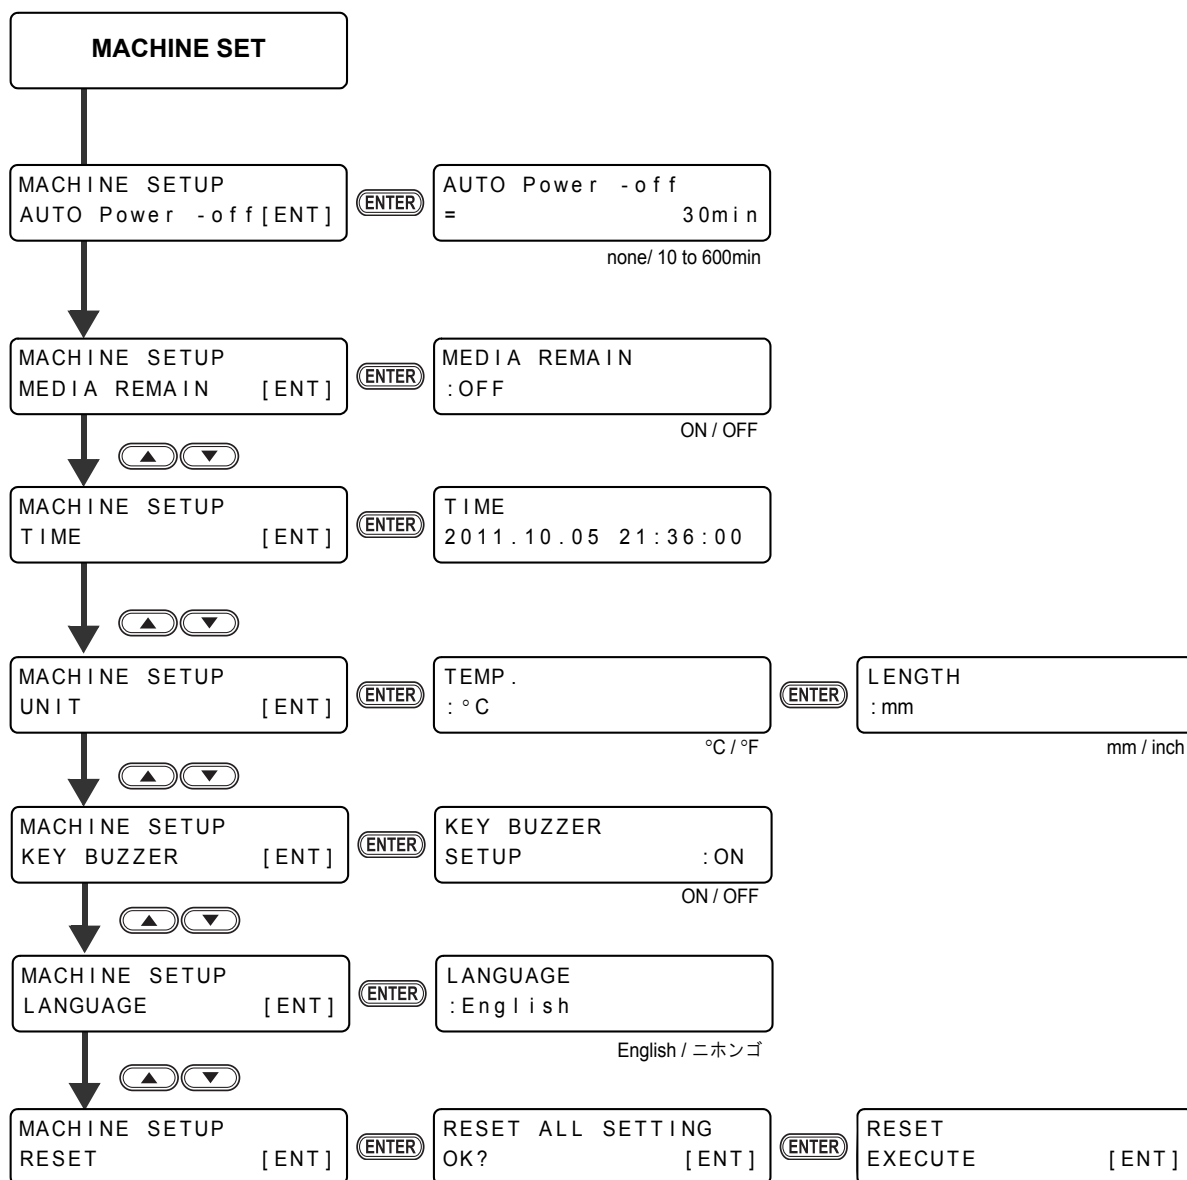 MACHINE SET
MACHINE SETUP
AUTO Power -off[ENT]
ENTER
AUTO Power -off
= 30min
none/ 10 to 600min
MACHINE SETUP
MEDIA REMAIN [ENT]
ENTER
MEDIA REMAIN
:OFF
ON / OFF
MACHINE SETUP
TIME [ENT]
ENTER
TIME
2011.10.05 21:36:00
MACHINE SETUP
UNIT [ENT]
ENTER
TEMP.
:°C
°C / °F
ENTER
LENGTH
:mm
mm / inch
MACHINE SETUP
KEY BUZZER [ENT]
ENTER
KEY BUZZER
SETUP :ON
ON / OFF
MACHINE SETUP
LANGUAGE [ENT]
ENTER
LANGUAGE
:English
English / ニホンゴ
MACHINE SETUP
RESET [ENT]
ENTER
RESET ALL SETTING
OK? [ENT]
ENTER
RESET
EXECUTE [ENT]